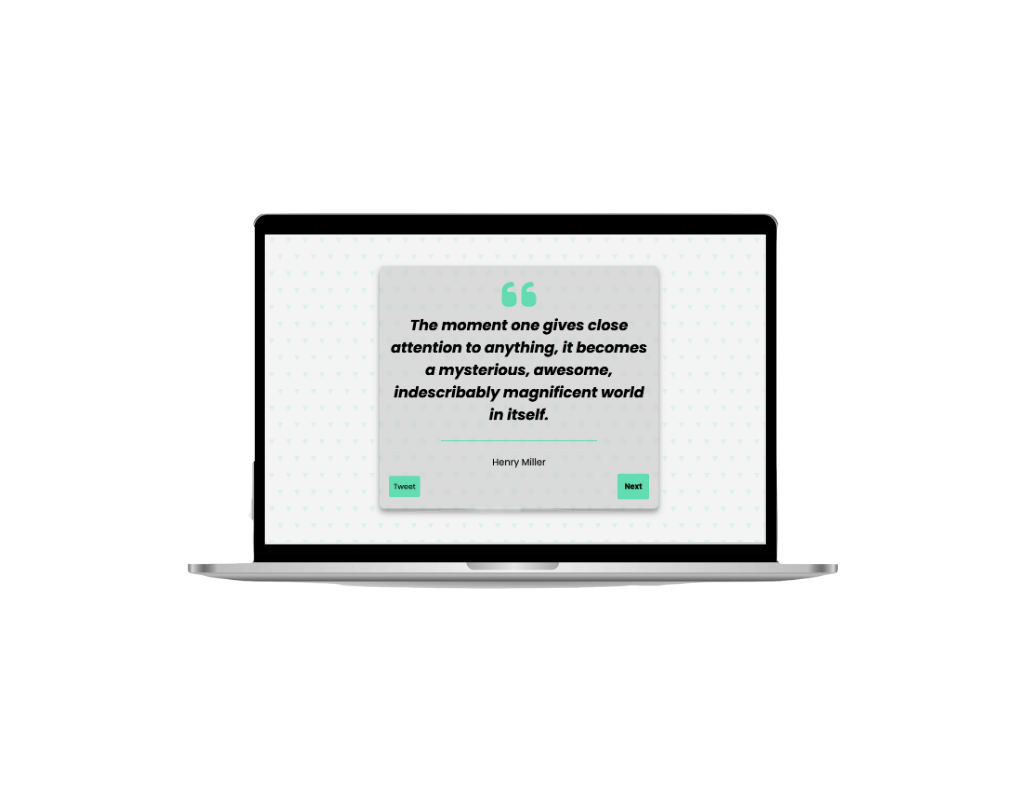 The moment one gives close
attention to anything, it becomes
a mysterious, awesome,
indescribably magnificent world
in itself.
Henry Miller
Tweet
Next